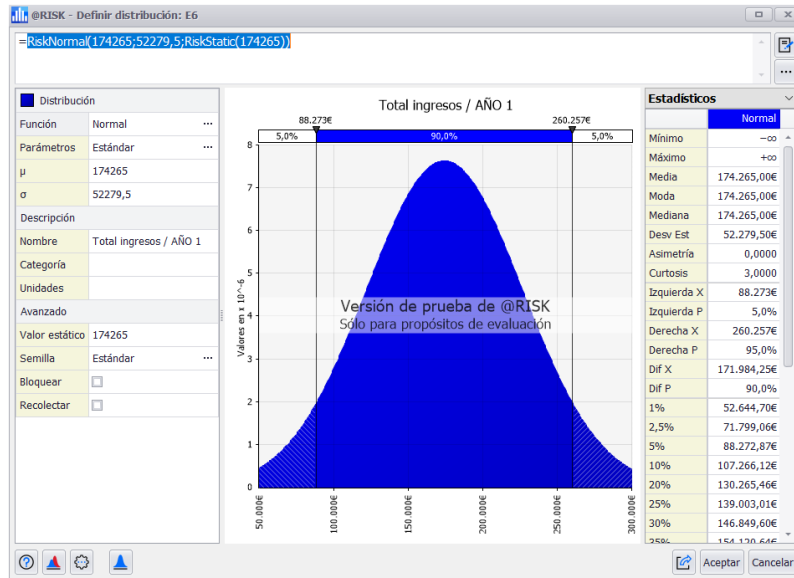 @RISK - Definir distribución: E6
=RiskNormal(174265;52279,5;RiskStatic(174265))
Distribución
Función Normal ...
Parámetros Estándar ...
μ 174265
σ 52279,5
Descripción
Nombre Total ingresos / AÑO 1
Categoría
Unidades
Avanzado
Valor estático 174265
Semilla Estándar ...
Bloquear
Recolectar
Total ingresos / AÑO 1
88.273€ 260.257€
5,0% 90,0% 5,0%
8
7
6
5
4
3
2
1
0
Valores en x 10^-6
Versión de prueba de @RISK
Sólo para propósitos de evaluación
50.000€ 100.000€ 150.000€ 200.000€ 250.000€ 300.000€
Estadísticos
Normal
Mínimo -∞
Máximo +∞
Media 174.265,00€
Moda 174.265,00€
Mediana 174.265,00€
Desv Est 52.279,50€
Asimetría 0,0000
Curtosis 3,0000
Izquierda X 88.273€
Izquierda P 5,0%
Derecha X 260.257€
Derecha P 95,0%
Dif X 171.984,25€
Dif P 90,0%
1% 52.644,70€
2,5% 71.799,06€
5% 88.272,87€
10% 107.266,12€
20% 130.265,46€
25% 139.003,01€
30% 146.849,60€
35% 154.120,64€
Aceptar Cancelar